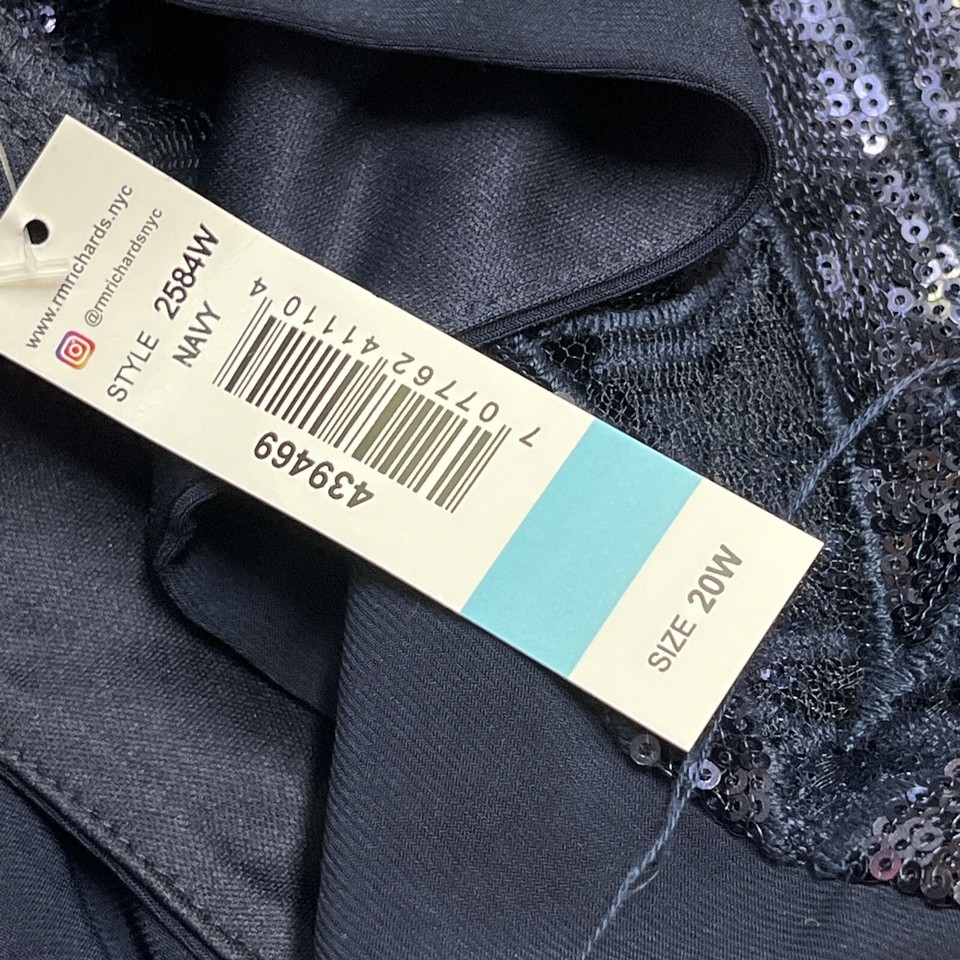 www.rmrichards.nyc
@rmrichardsnyc
STYLE 2584W
NAVY
7 07762 41110 4
439469
SIZE 20W